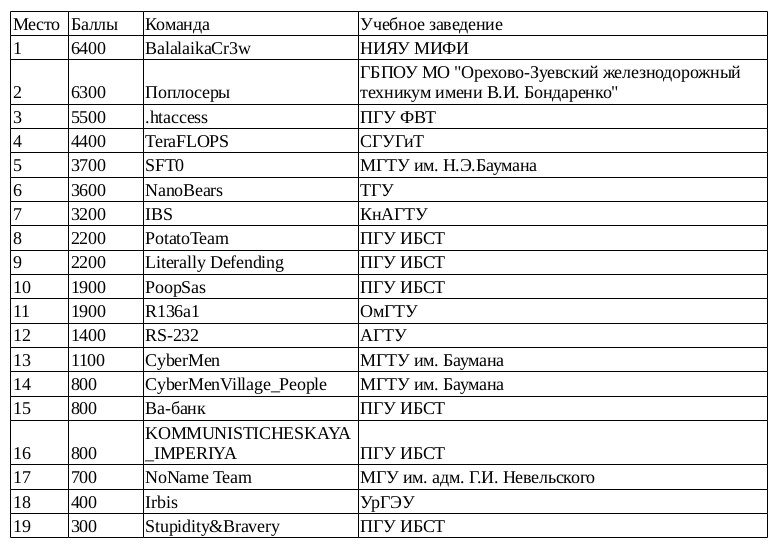 Место Баллы Команда Учебное заведение
1 6400 BalalaikaCr3w НИЯУ МИФИ
ГБПОУ МО "Орехово-Зуевский железнодорожный
2 6300 Поплосеры техникум имени В.И. Бондаренко"
3 5500 .htaccess ПГУ ФВТ
4 4400 TeraFLOPS СГУГиТ
5 3700 SFT0 МГТУ им. Н.Э.Баумана
6 3600 NanoBears ТГУ
7 3200 IBS КнАГТУ
8 2200 PotatoTeam ПГУ ИБСТ
9 2200 Literally Defending ПГУ ИБСТ
10 1900 PoopSas ПГУ ИБСТ
11 1900 R136a1 ОмГТУ
12 1400 RS-232 АГТУ
13 1100 CyberMen МГТУ им. Баумана
14 800 CyberMenVillage_People МГТУ им. Баумана
15 800 Ва-банк ПГУ ИБСТ
KOMMUNISTICHESKAYA
16 800 _IMPERIYA ПГУ ИБСТ
17 700 NoName Team МГУ им. адм. Г.И. Невельского
18 400 Irbis УрГЭУ
19 300 Stupidity&Bravery ПГУ ИБСТ